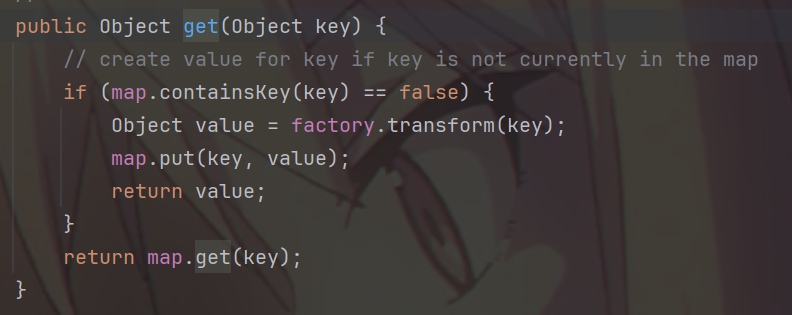 public Object get(Object key) {
    // create value for key if key is not currently in the map
    if (map.containsKey(key) == false) {
        Object value = factory.transform(key);
        map.put(key, value);
        return value;
    }
    return map.get(key);
}